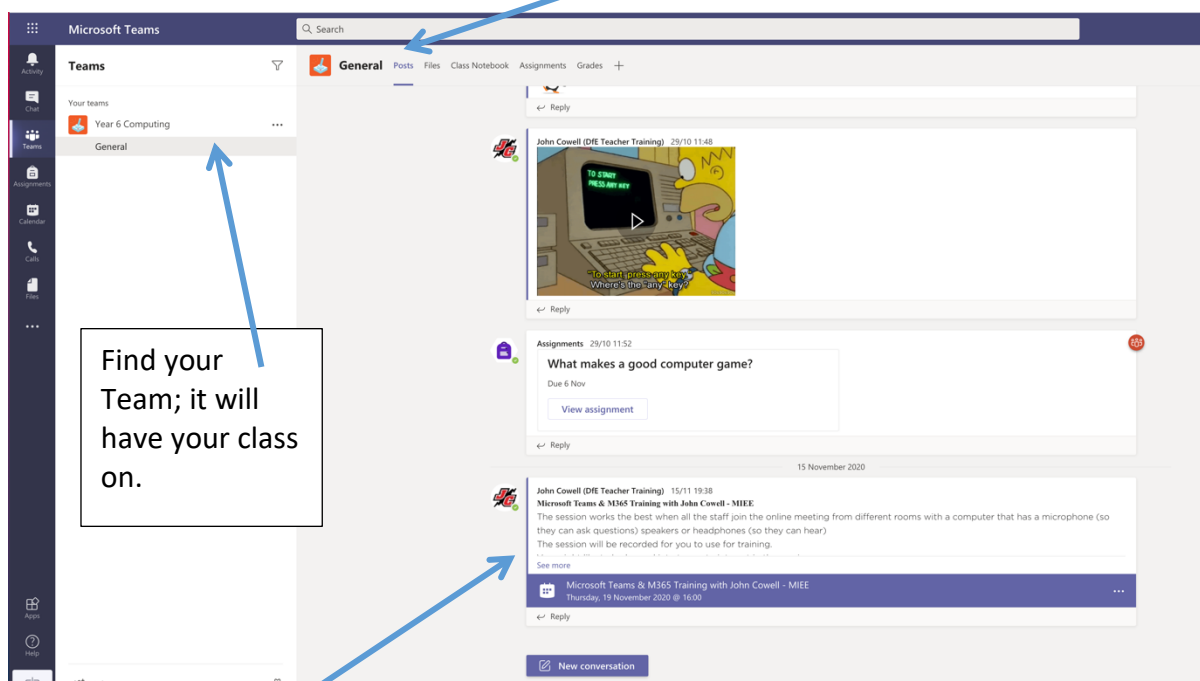 Microsoft Teams
Search
Activity
Chat
Teams
Assignments
Calendar
Calls
Files
Apps
Help
Teams
Your teams
Year 6 Computing
General
General Posts Files Class Notebook Assignments Grades
Find your
Team; it will
have your class
on.
Reply
John Cowell (DfE Teacher Training) 29/10 11:48
TO START
PRESS ANY KEY
"To start, press any key"
Where's the "any" key?
Reply
Assignments 29/10 11:52
What makes a good computer game?
Due 6 Nov
View assignment
Reply
15 November 2020
John Cowell (DfE Teacher Training) 15/11 19:38
Microsoft Teams & M365 Training with John Cowell - MIEE
The session works the best when all the staff join the online meeting from different rooms with a computer that has a microphone (so
they can ask questions) speakers or headphones (so they can hear)
The session will be recorded for you to use for training.
See more
Microsoft Teams & M365 Training with John Cowell - MIEE
Thursday, 19 November 2020 @ 16:00
Reply
New conversation